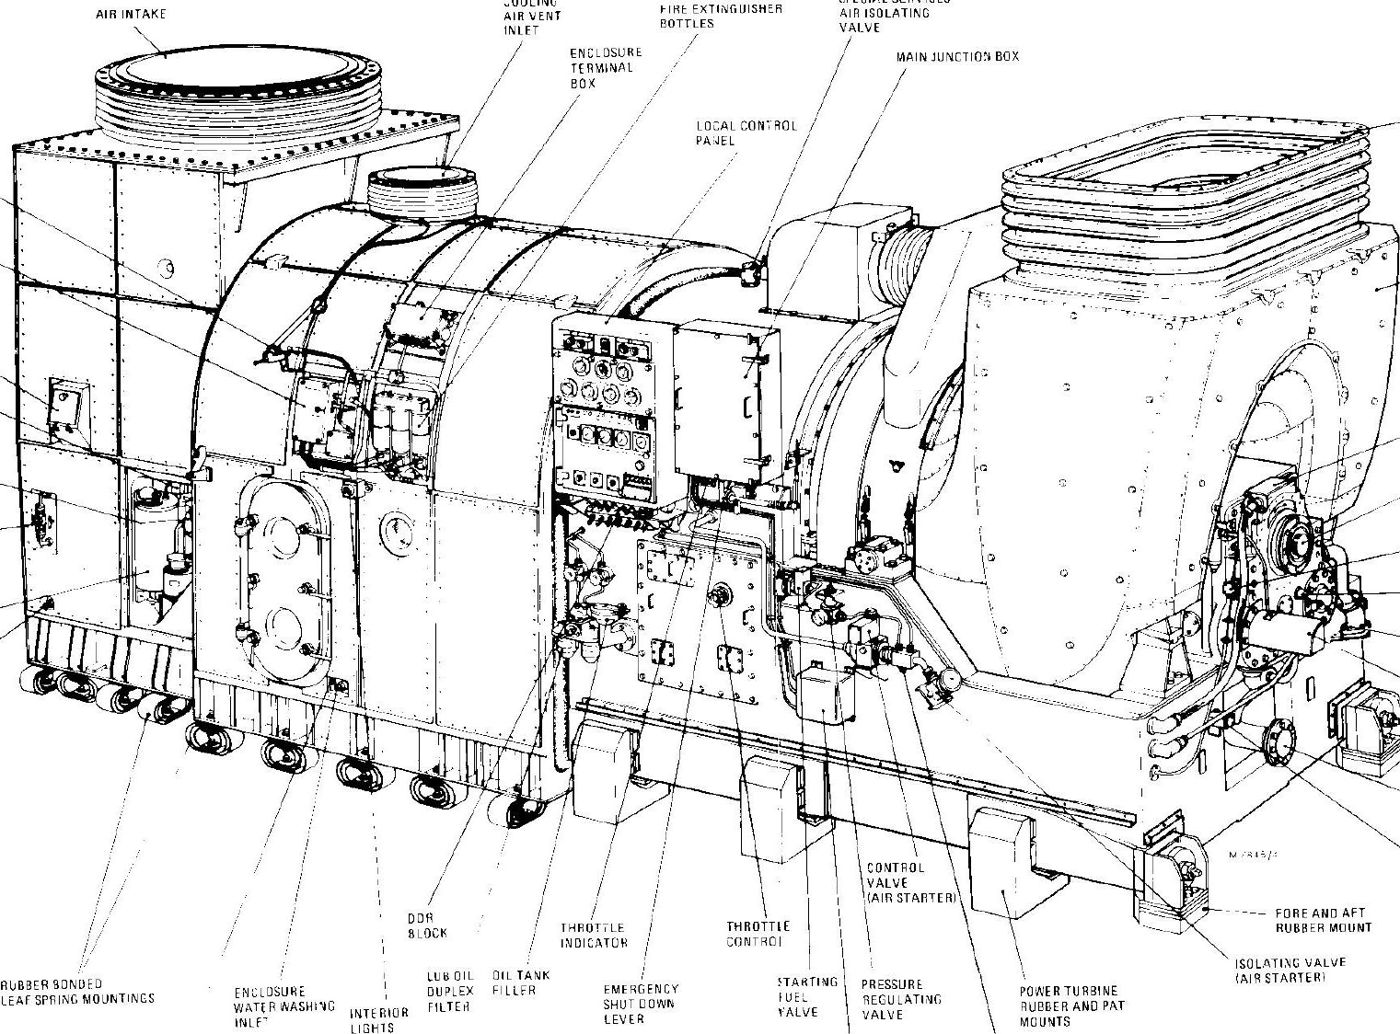 AIR INTAKE
COOLING
AIR VENT
INLET
FIRE EXTINGUISHER
BOTTLES
SPECIAL SERVICES
AIR ISOLATING
VALVE
ENCLOSURE
TERMINAL
BOX
MAIN JUNCTION BOX
LOCAL CONTROL
PANEL
CONTROL
VALVE
(AIR STARTER)
FORE AND AFT
RUBBER MOUNT
DDR
BLOCK
THROTTLE
INDICATOR
THROTTLE
CONTROL
ISOLATING VALVE
(AIR STARTER)
RUBBER BONDED
LEAF SPRING MOUNTINGS
ENCLOSURE
WATER WASHING
INLET
INTERIOR
LIGHTS
LUB OIL
DUPLEX
FILTER
OIL TANK
FILLER
EMERGENCY
SHUT DOWN
LEVER
STARTING
FUEL
VALVE
PRESSURE
REGULATING
VALVE
POWER TURBINE
RUBBER AND PAT
MOUNTS